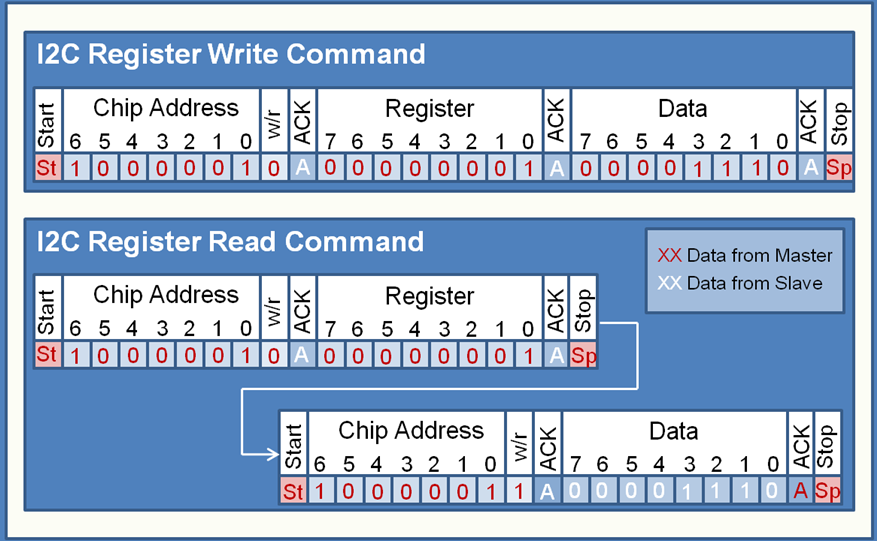 I2C Register Write Command
Start Chip Address w/r ACK Register ACK Data ACK Stop
6 5 4 3 2 1 0 7 6 5 4 3 2 1 0 7 6 5 4 3 2 1 0
St 1 0 0 0 0 0 1 0 A 0 0 0 0 0 0 0 1 A 0 0 0 0 1 1 1 0 A Sp
I2C Register Read Command
XX Data from Master
XX Data from Slave
Start Chip Address w/r ACK Register ACK Stop
6 5 4 3 2 1 0 7 6 5 4 3 2 1 0
St 1 0 0 0 0 0 1 0 A 0 0 0 0 0 0 0 1 A Sp
Start Chip Address w/r ACK Data ACK Stop
6 5 4 3 2 1 0 7 6 5 4 3 2 1 0
St 1 0 0 0 0 0 1 1 A 0 0 0 0 1 1 1 0 A Sp